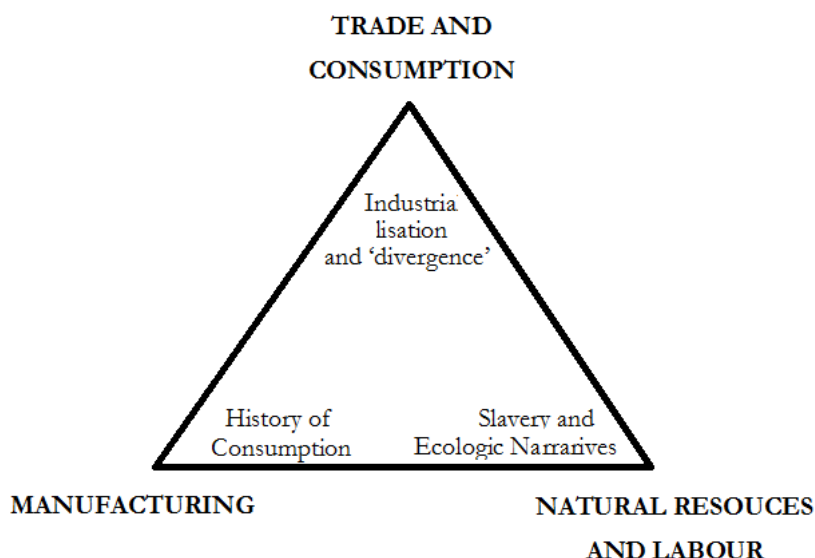 TRADE AND
CONSUMPTION
Industria
lisation
and ‘divergence’
History of
Consumption
Slavery and
Ecologic Narrarives
MANUFACTURING
NATURAL RESOUCES
AND LABOUR